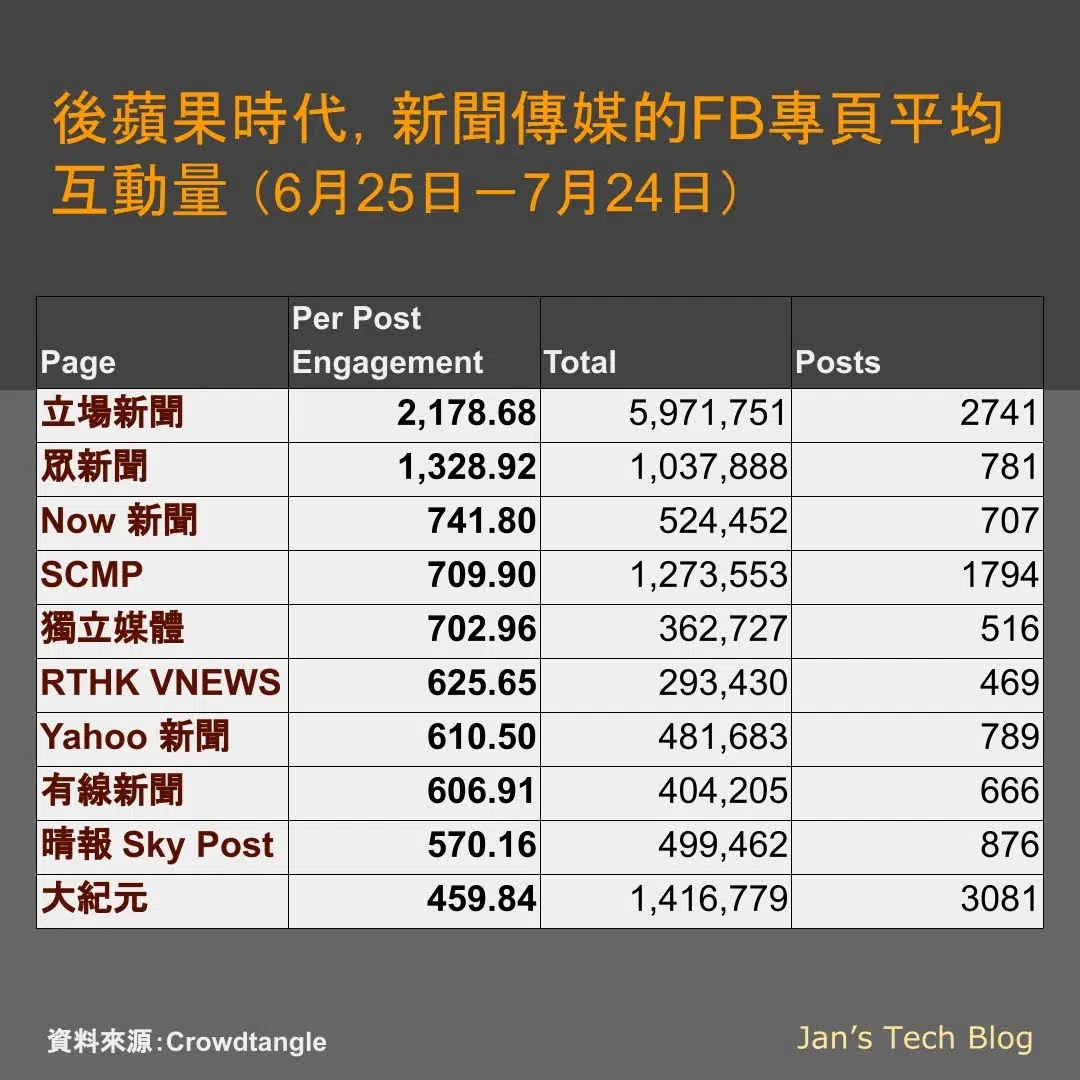 後蘋果時代，新聞傳媒的FB專頁平均
互動量（6月25日－7月24日）
Page Per Post Engagement Total Posts
立場新聞 2,178.68 5,971,751 2741
眾新聞 1,328.92 1,037,888 781
Now 新聞 741.80 524,452 707
SCMP 709.90 1,273,553 1794
獨立媒體 702.96 362,727 516
RTHK VNEWS 625.65 293,430 469
Yahoo 新聞 610.50 481,683 789
有線新聞 606.91 404,205 666
晴報 Sky Post 570.16 499,462 876
大紀元 459.84 1,416,779 3081
資料來源：Crowdtangle
Jan's Tech Blog